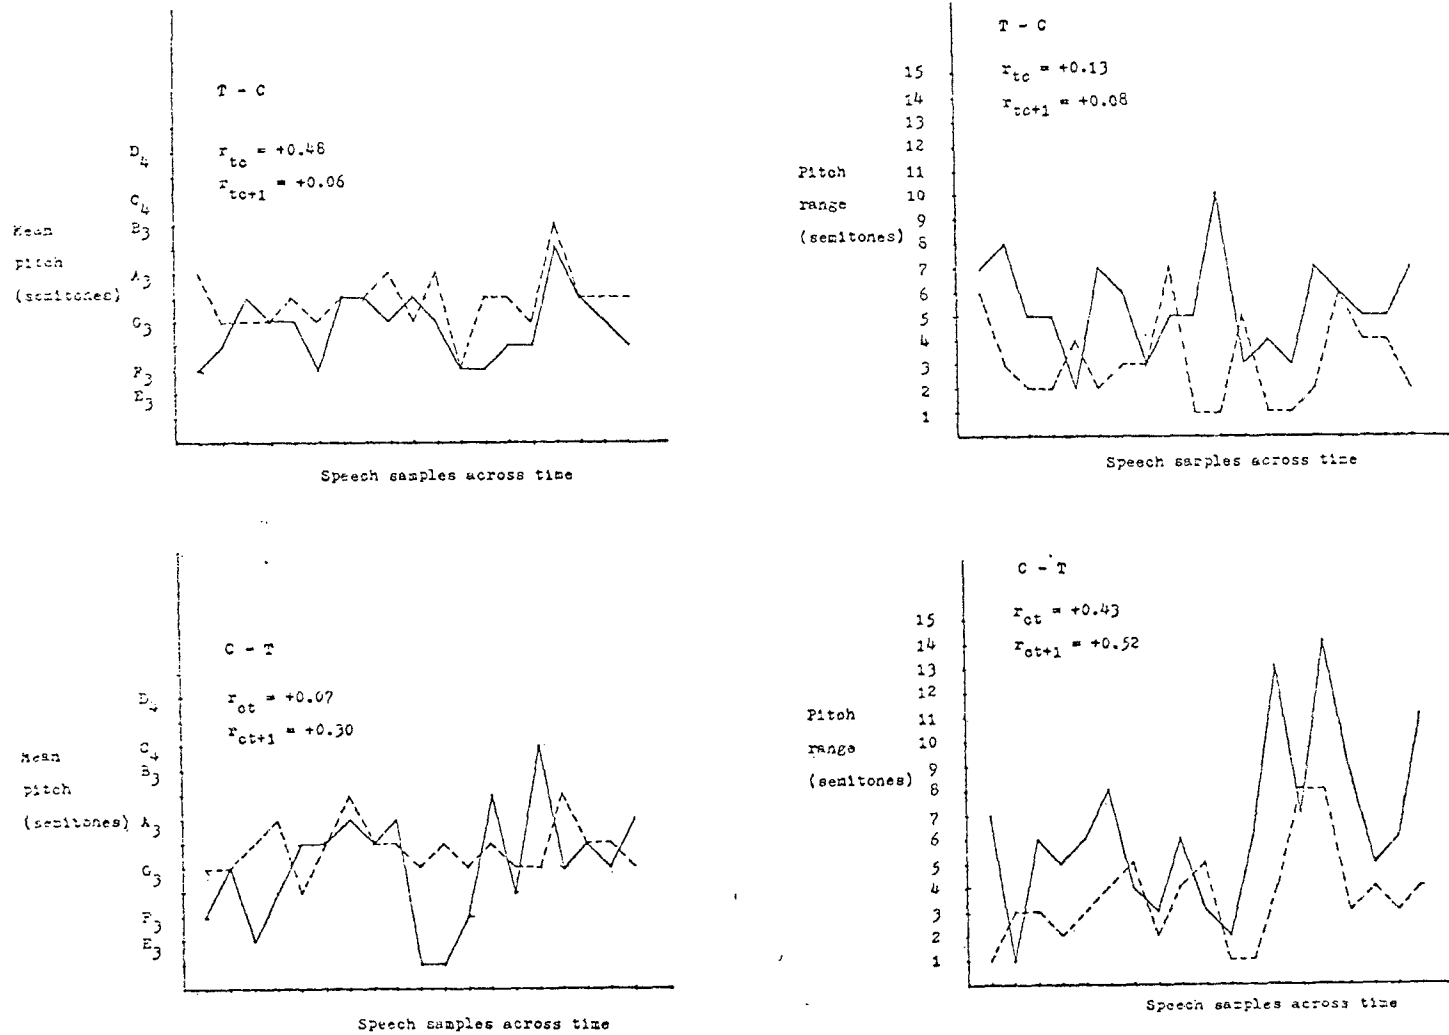 T - C
r_tc = +0.48
r_tc+1 = +0.06
D4
C4
B3
A3
G3
F3
E3
Mean
pitch
(semitones)
Speech samples across time
T - C
r_tc = +0.13
r_tc+1 = +0.08
15
14
13
12
11
10
9
8
7
6
5
4
3
2
1
Pitch
range
(semitones)
Speech samples across time
C - T
r_ct = +0.07
r_ct+1 = +0.30
D4
C4
B3
A3
G3
F3
E3
Mean
pitch
(semitones)
Speech samples across time
C - T
r_ct = +0.43
r_ct+1 = +0.52
15
14
13
12
11
10
9
8
7
6
5
4
3
2
1
Pitch
range
(semitones)
Speech samples across time